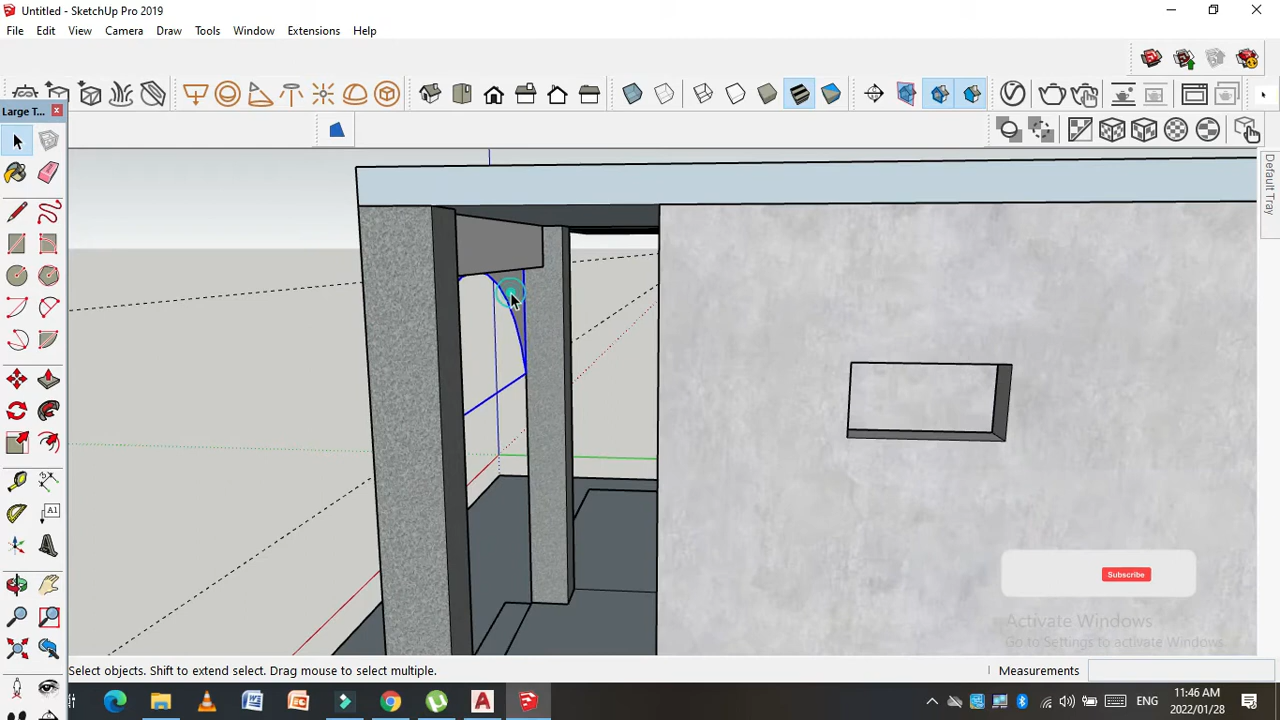 Untitled - SketchUp Pro 2019
File Edit View Camera Draw Tools Window Extensions Help
Large T...
Default Tray
A1
Subscribe
Activate Windows
Go to Settings to activate Windows.
Select objects. Shift to extend select. Drag mouse to select multiple.
Measurements
ENG
11:46 AM
2022/01/28